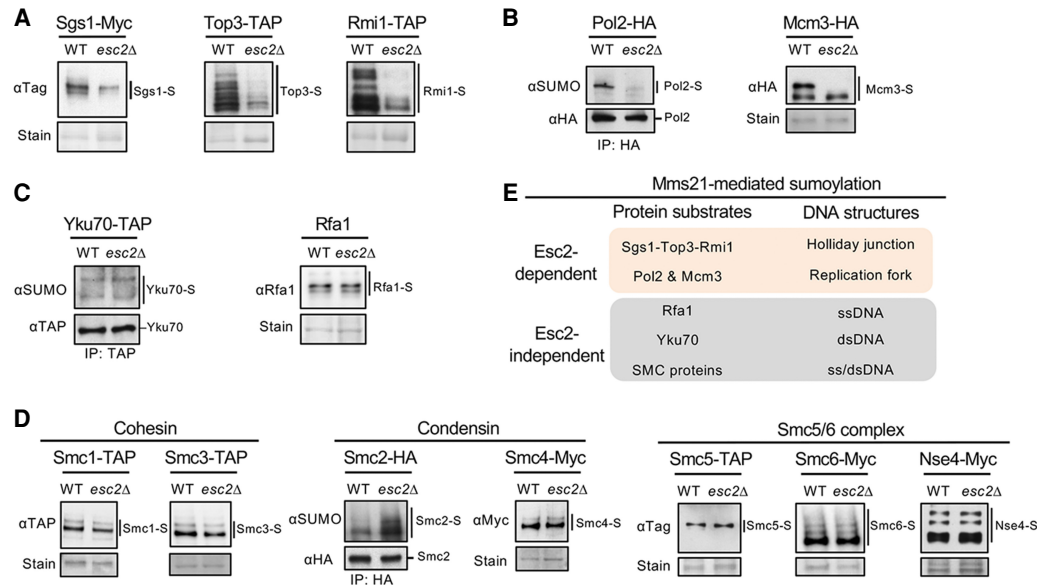 A
Sgs1-Myc
WT esc2Δ
αTag
Sgs1-S
Stain
Top3-TAP
WT esc2Δ
Top3-S
Rmi1-TAP
WT esc2Δ
Rmi1-S
B
Pol2-HA
WT esc2Δ
αSUMO
Pol2-S
αHA
Pol2
IP: HA
Mcm3-HA
WT esc2Δ
αHA
Mcm3-S
Stain
C
Yku70-TAP
WT esc2Δ
αSUMO
Yku70-S
αTAP
Yku70
IP: TAP
Rfa1
WT esc2Δ
αRfa1
Rfa1-S
Stain
E
Mms21-mediated sumoylation
Protein substrates DNA structures
Esc2-
dependent
Sgs1-Top3-Rmi1 Holliday junction
Pol2 & Mcm3 Replication fork
Esc2-
independent
Rfa1 ssDNA
Yku70 dsDNA
SMC proteins ss/dsDNA
D
Cohesin
Smc1-TAP
WT esc2Δ
αTAP
Smc1-S
Stain
Smc3-TAP
WT esc2Δ
Smc3-S
Condensin
Smc2-HA
WT esc2Δ
αSUMO
Smc2-S
αHA
Smc2
IP: HA
Smc4-Myc
WT esc2Δ
αMyc
Smc4-S
Stain
Smc5/6 complex
Smc5-TAP
WT esc2Δ
αTag
Smc5-S
Stain
Smc6-Myc
WT esc2Δ
Smc6-S
Nse4-Myc
WT esc2Δ
Nse4-S